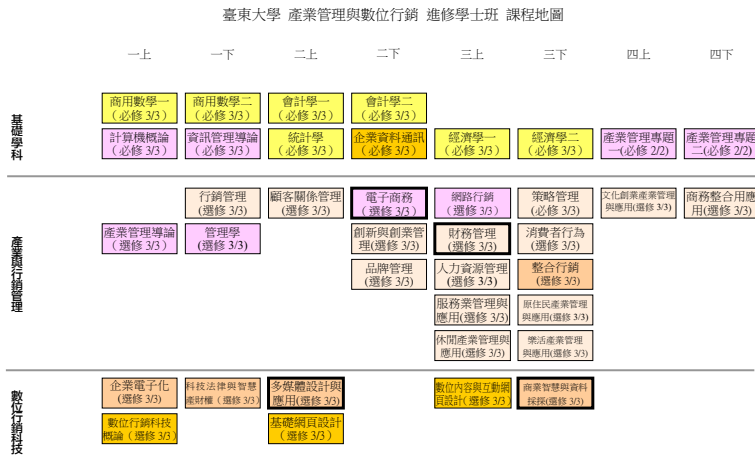 臺東大學 產業管理與數位行銷 進修學士班 課程地圖
一上 一下 二上 二下 三上 三下 四上 四下
基礎學科
商用數學一
（必修 3/3）
商用數學二
（必修 3/3）
會計學一
（必修 3/3）
會計學二
（必修 3/3）
計算機概論
（必修 3/3）
資訊管理導論
（必修 3/3）
統計學
（必修 3/3）
企業資料通訊
（必修 3/3）
經濟學一
（必修 3/3）
經濟學二
（必修 3/3）
產業管理專題
一(必修 2/2)
產業管理專題
二(必修 2/2)
產業與行銷管理
行銷管理
(選修 3/3)
顧客關係管理
(選修 3/3)
電子商務
（選修 3/3）
網路行銷
（選修 3/3）
策略管理
(必修 3/3)
文化創業產業管理
與應用(選修 3/3)
商務整合用應
用(選修 3/3)
產業管理導論
（選修 3/3）
管理學
(選修 3/3)
創新與創業管
理(選修 3/3)
財務管理
(選修 3/3)
消費者行為
(選修 3/3)
品牌管理
(選修 3/3)
人力資源管理
(選修 3/3)
整合行銷
(選修 3/3)
服務業管理與
應用(選修 3/3)
原住民產業管理
與應用(選修 3/3)
休閒產業管理與
應用(選修 3/3)
樂活產業管理
與應用(選修 3/3)
數位行銷科技
企業電子化
(選修 3/3)
科技法律與智慧
產財權（選修 3/3）
多媒體設計與
應用(選修 3/3)
數位內容與互動網
頁設計(選修 3/3)
商業智慧與資料
採探(選修 3/3)
數位行銷科技
概論（選修 3/3）
基礎網頁設計
（選修 3/3）